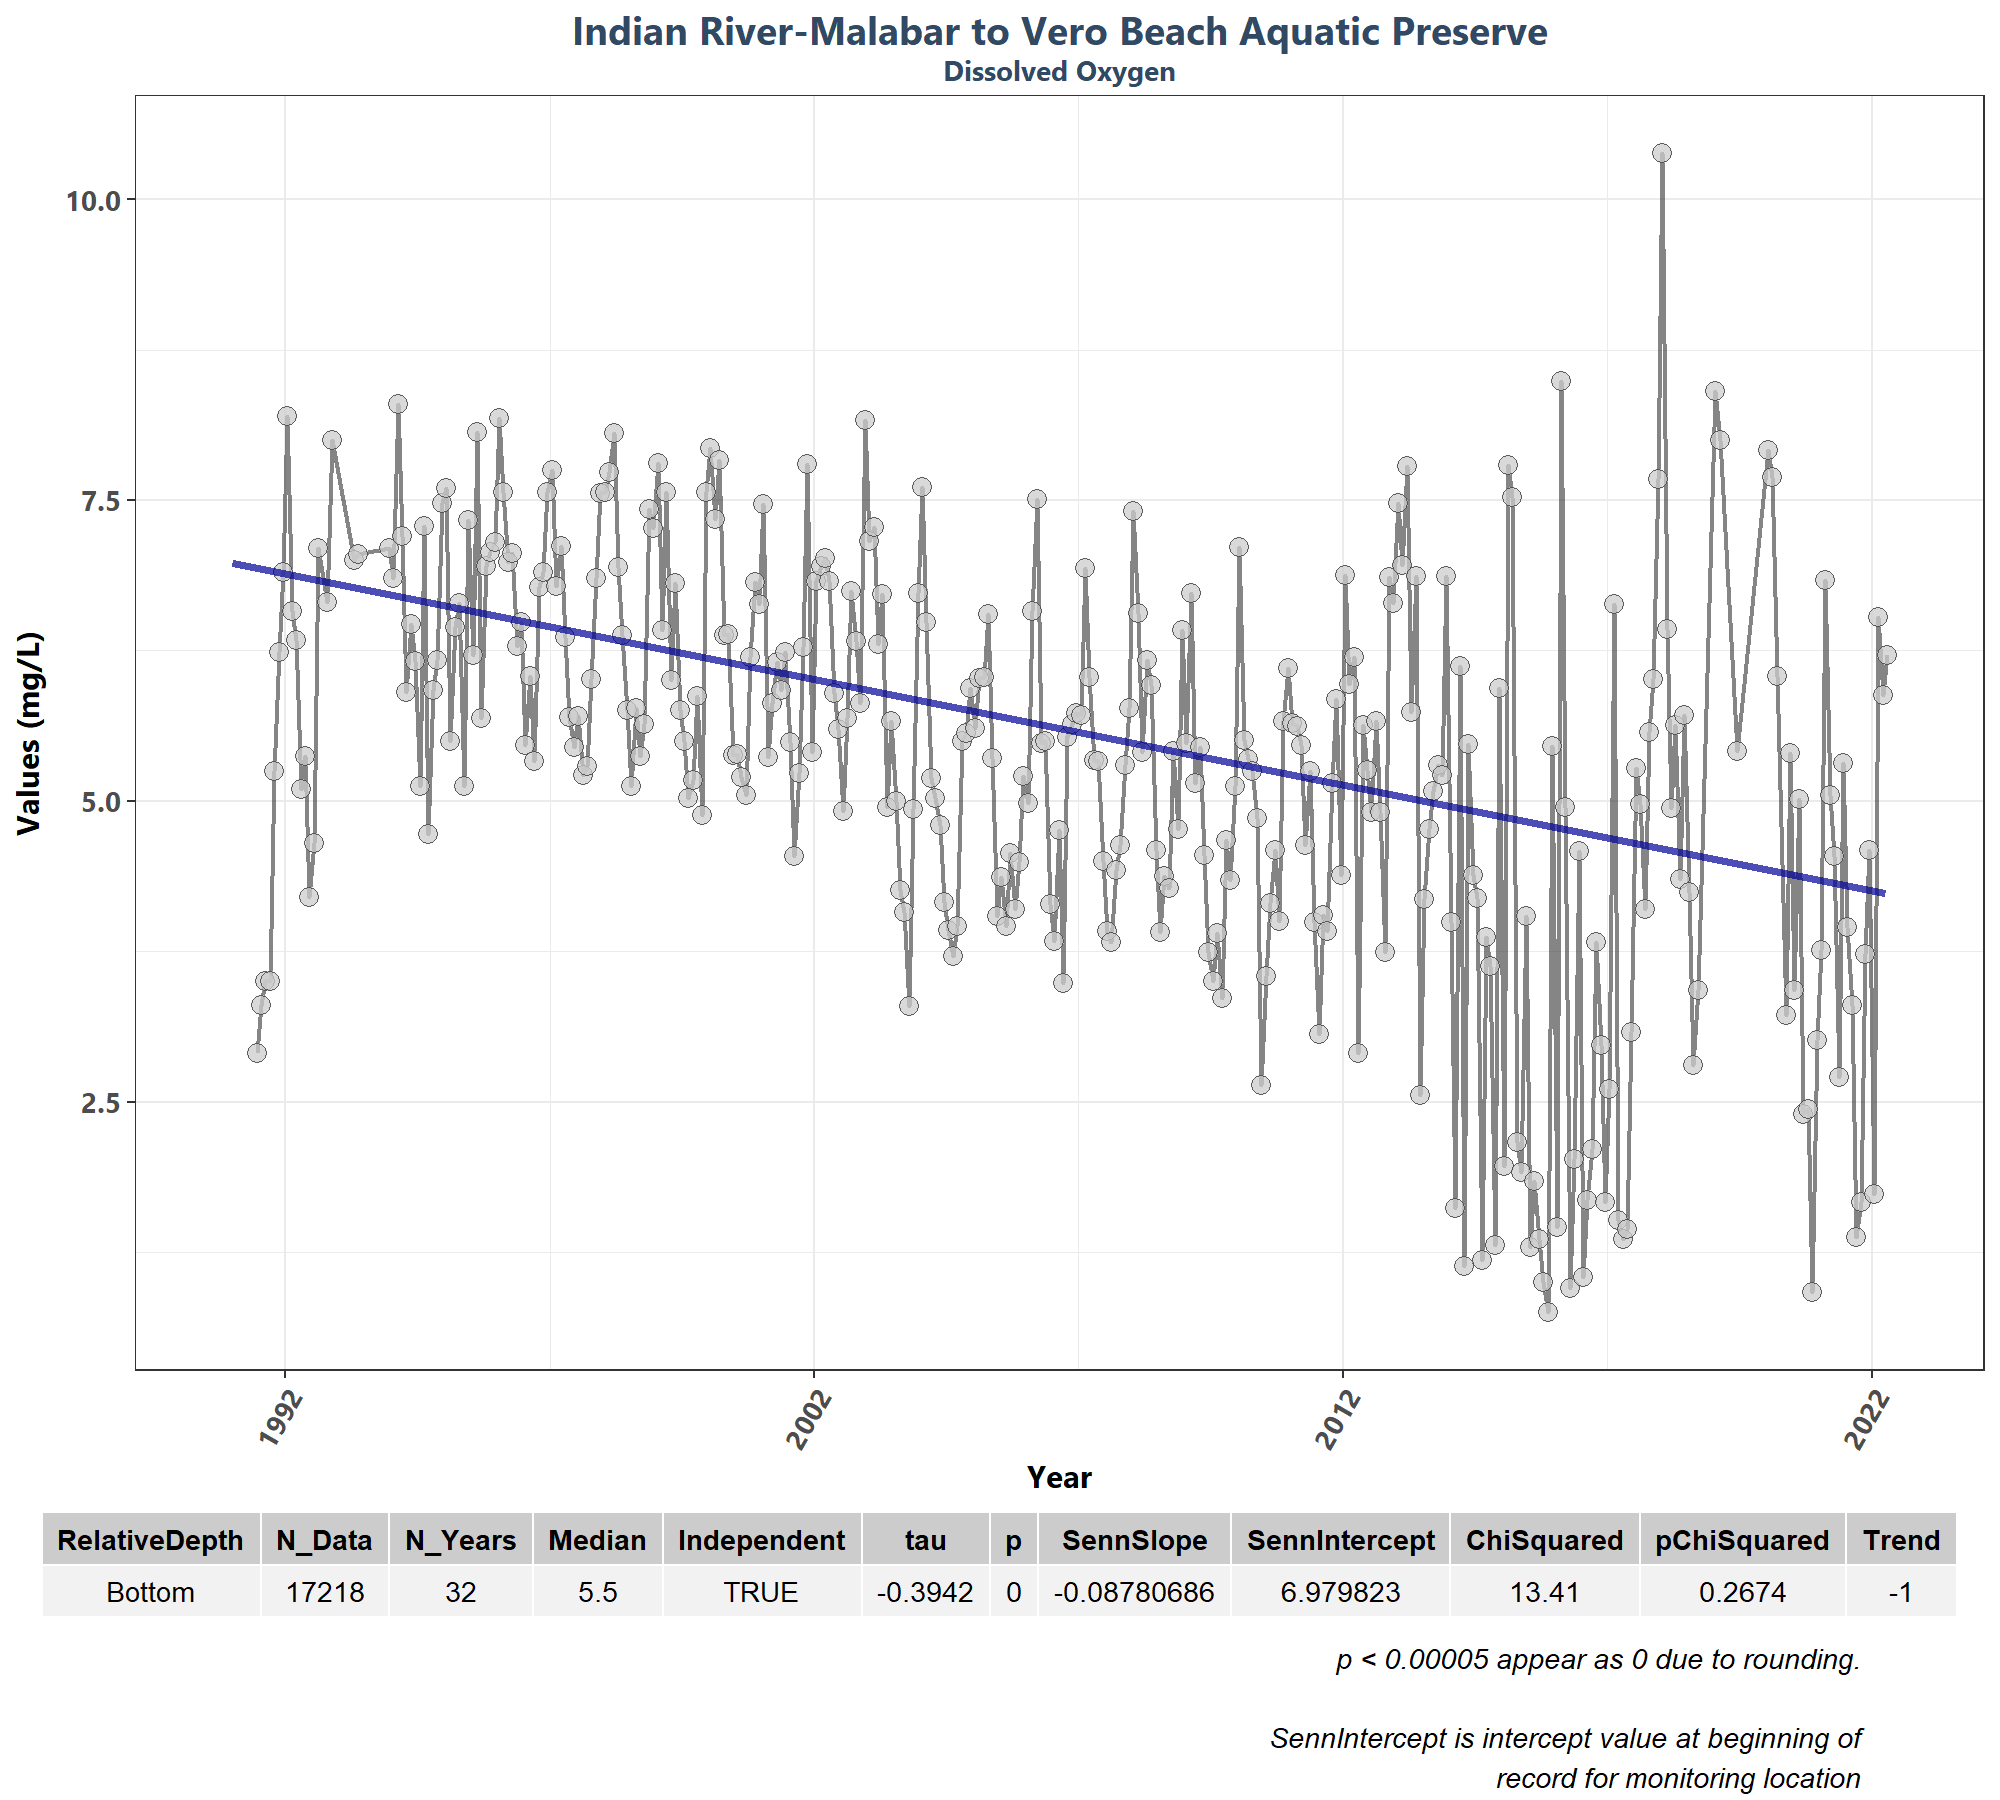 Indian River-Malabar to Vero Beach Aquatic Preserve
Dissolved Oxygen
Values (mg/L)
10.0
7.5
5.0
2.5
1992 2002 2012 2022
Year
RelativeDepth N_Data N_Years Median Independent tau p SennSlope SennIntercept ChiSquared pChiSquared Trend
Bottom 17218 32 5.5 TRUE -0.3942 0 -0.08780686 6.979823 13.41 0.2674 -1
p < 0.00005 appear as 0 due to rounding.
SennIntercept is intercept value at beginning of
record for monitoring location